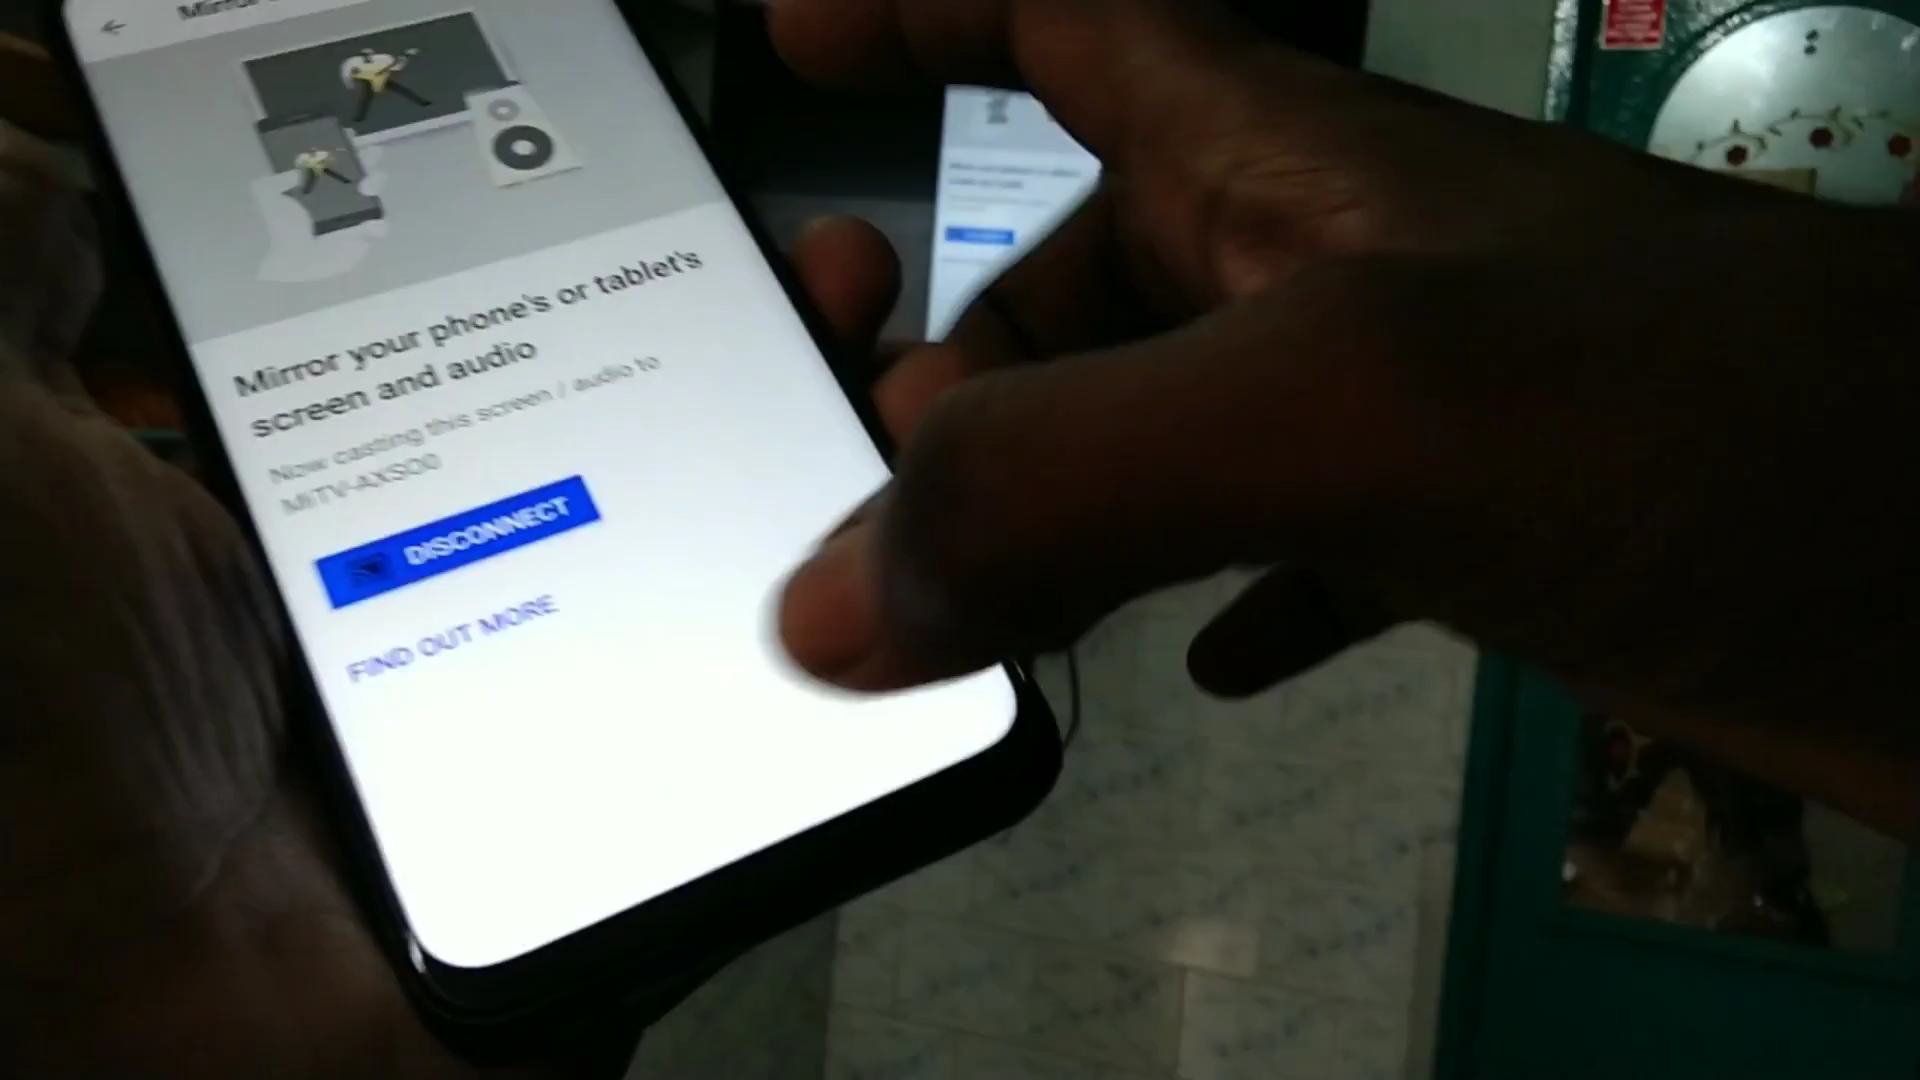 Mirror your phone's or tablet's
screen and audio
Now casting this screen / audio to
MiTV-AXSO0
DISCONNECT
FIND OUT MORE